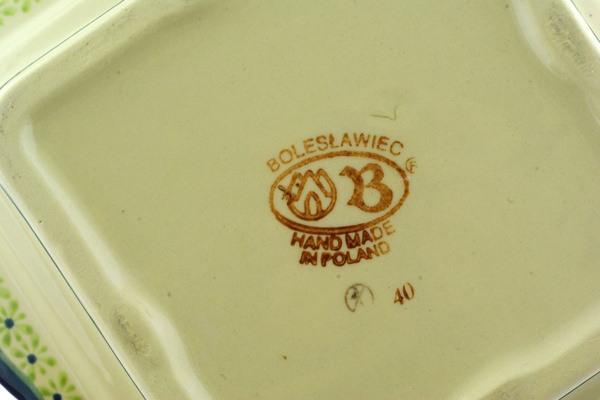 BOLESŁAWIEC
B
HAND MADE
IN POLAND
40